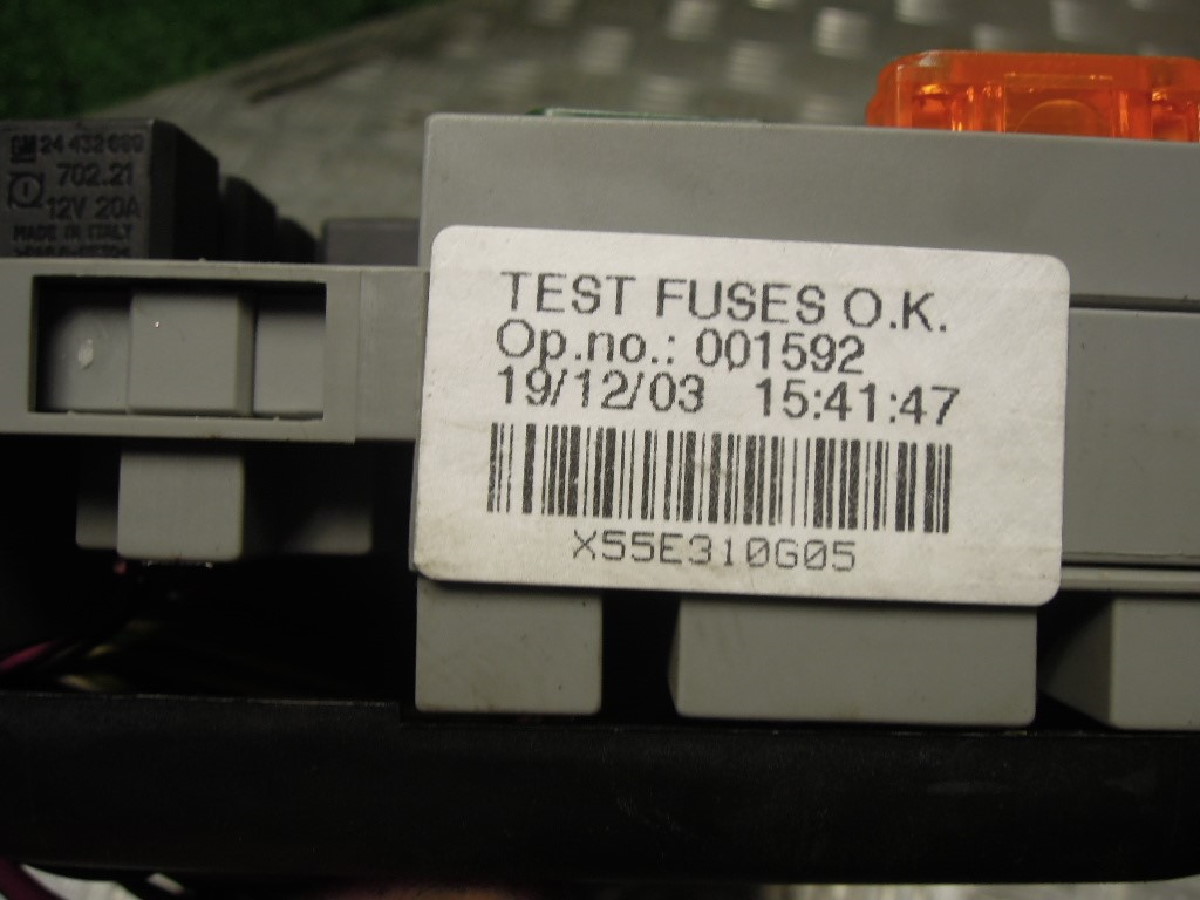 GM 24 432 689
702.21
12V 20A
MADE IN ITALY
TEST FUSES O.K.
Op.no.: 001592
19/12/03 15:41:47
X55E310G05